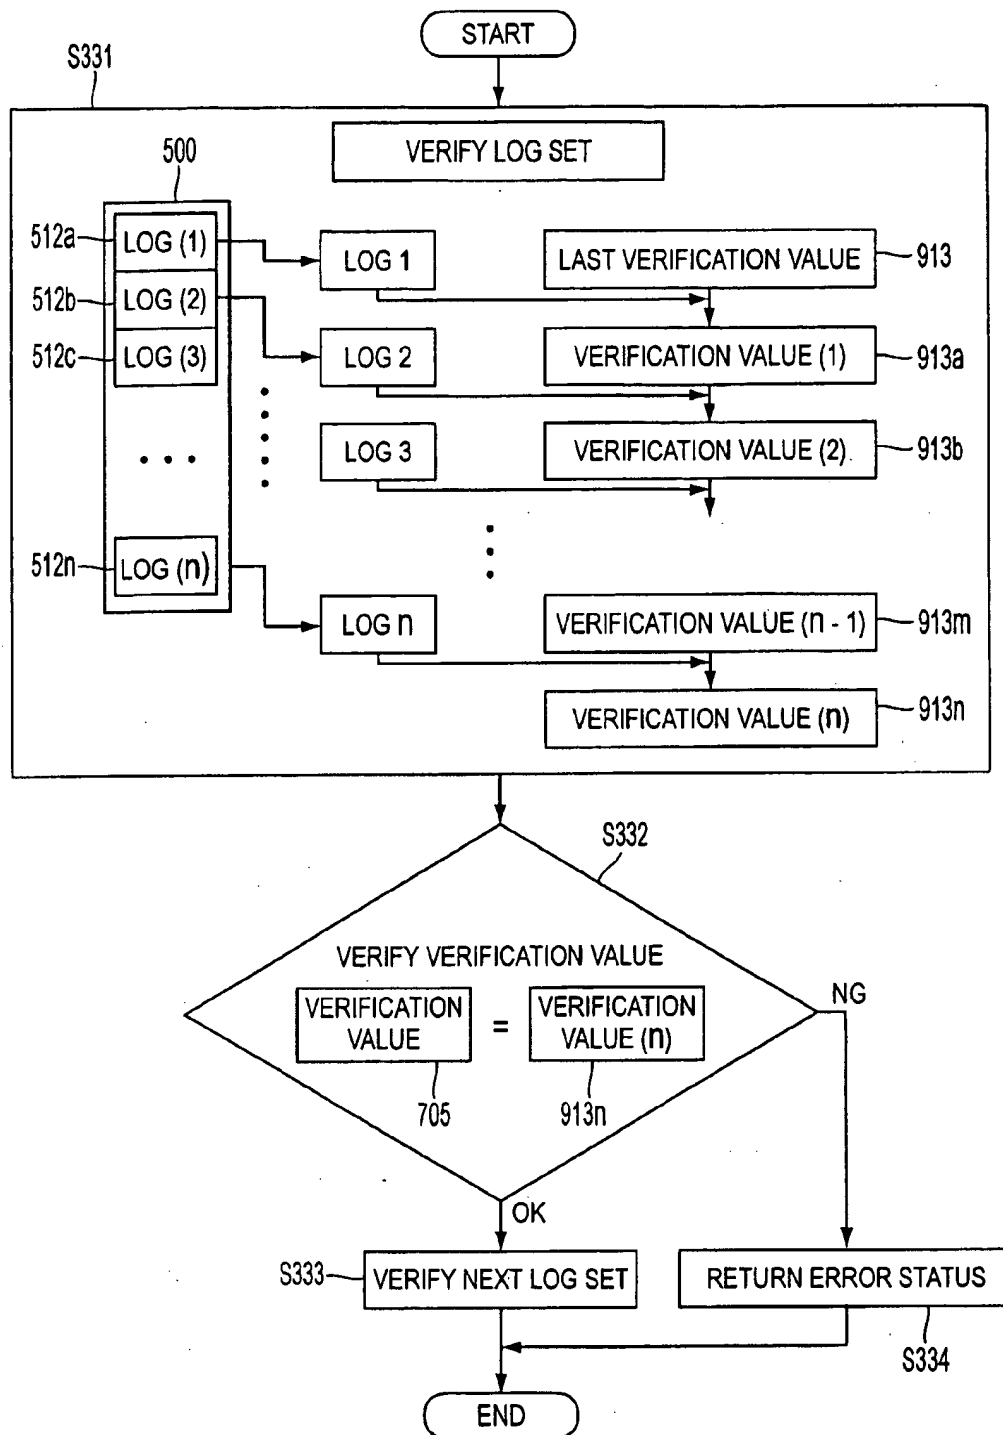 START
S331
VERIFY LOG SET
500
512a
LOG (1)
LOG 1
LAST VERIFICATION VALUE
913
512b
LOG (2)
512c
LOG (3)
LOG 2
VERIFICATION VALUE (1)
913a
LOG 3
VERIFICATION VALUE (2)
913b
512n
LOG (n)
LOG n
VERIFICATION VALUE (n - 1)
913m
VERIFICATION VALUE (n)
913n
S332
VERIFY VERIFICATION VALUE
VERIFICATION
VALUE
=
VERIFICATION
VALUE (n)
705
913n
NG
OK
S333
VERIFY NEXT LOG SET
RETURN ERROR STATUS
S334
END